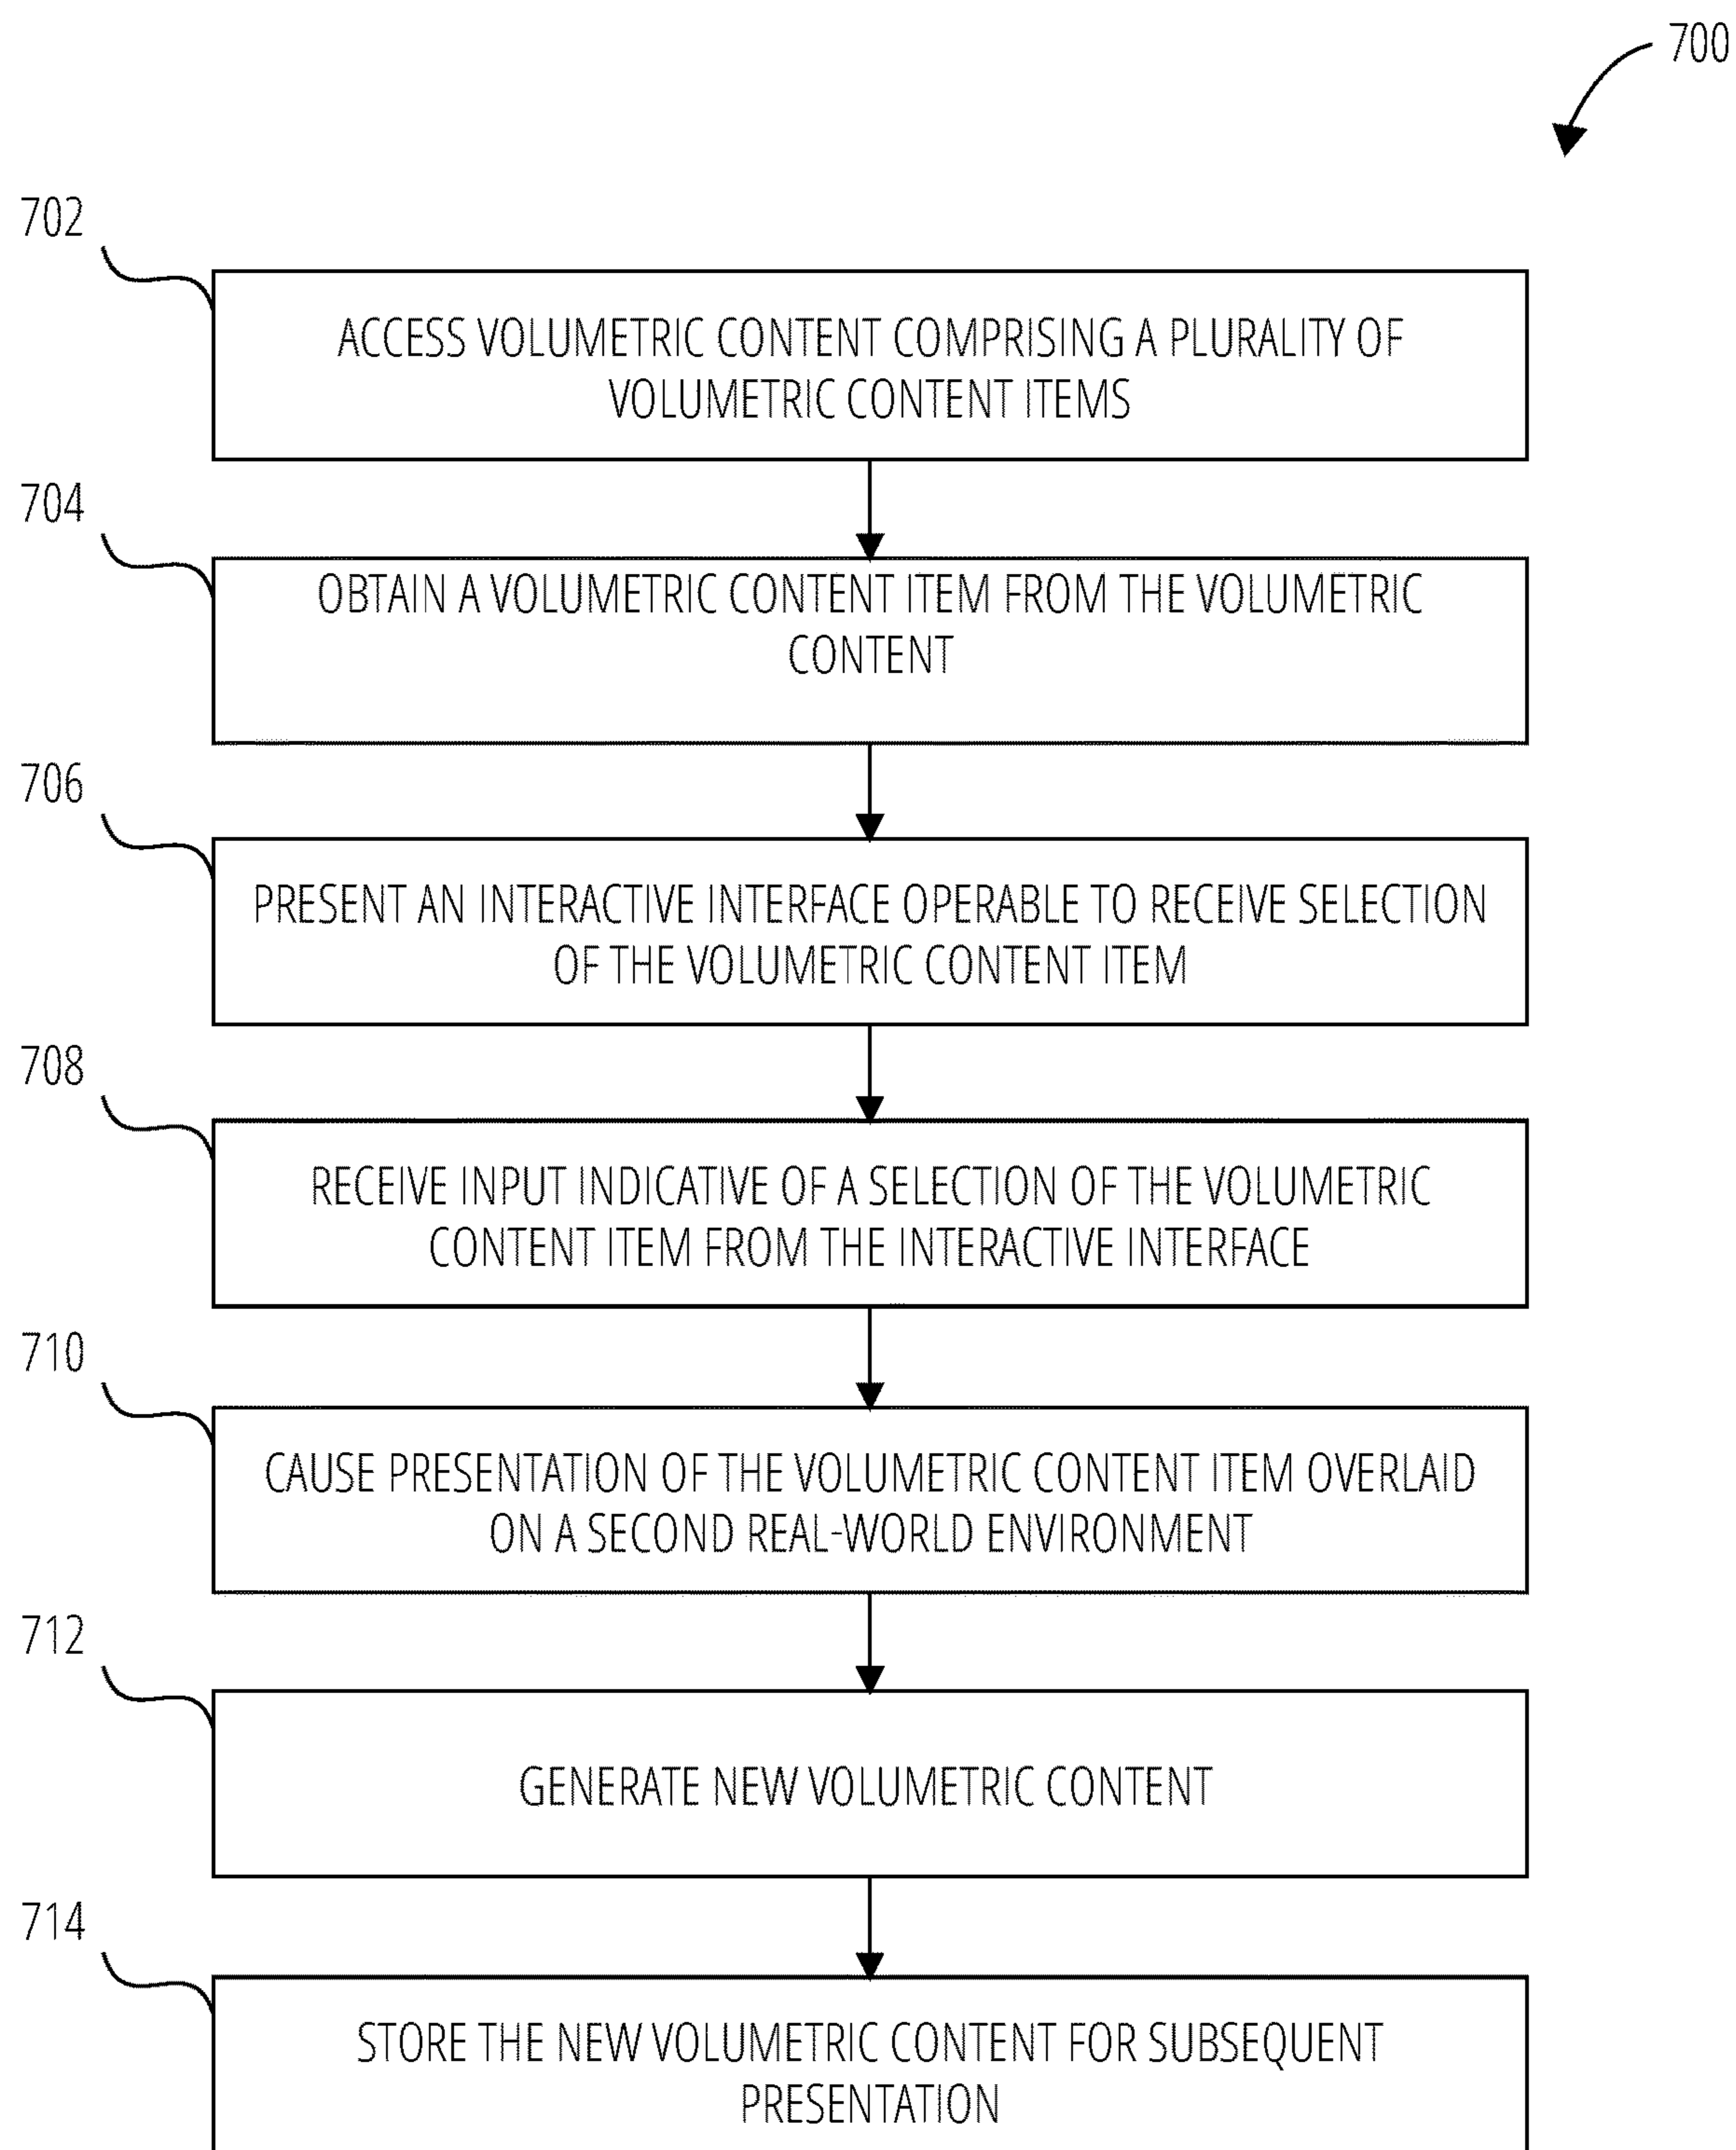 700
702
ACCESS VOLUMETRIC CONTENT COMPRISING A PLURALITY OF
VOLUMETRIC CONTENT ITEMS
704
OBTAIN A VOLUMETRIC CONTENT ITEM FROM THE VOLUMETRIC
CONTENT
706
PRESENT AN INTERACTIVE INTERFACE OPERABLE TO RECEIVE SELECTION
OF THE VOLUMETRIC CONTENT ITEM
708
RECEIVE INPUT INDICATIVE OF A SELECTION OF THE VOLUMETRIC
CONTENT ITEM FROM THE INTERACTIVE INTERFACE
710
CAUSE PRESENTATION OF THE VOLUMETRIC CONTENT ITEM OVERLAID
ON A SECOND REAL-WORLD ENVIRONMENT
712
GENERATE NEW VOLUMETRIC CONTENT
714
STORE THE NEW VOLUMETRIC CONTENT FOR SUBSEQUENT
PRESENTATION